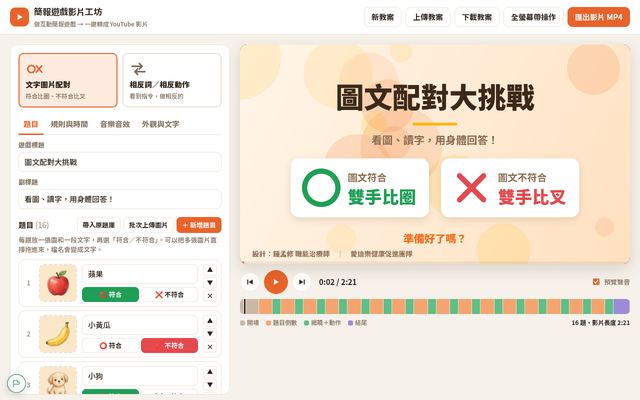 簡報遊戲影片工坊
做互動簡報遊戲 → 一鍵轉成 YouTube 影片
新教案
上傳教案
下載教案
全螢幕帶操作
匯出影片 MP4
OX
文字圖片配對
符合比圈、不符合比叉
相反詞／相反動作
看到指令，做相反的
題目
規則與時間
音樂音效
外觀與文字
遊戲標題
圖文配對大挑戰
副標題
看圖、讀字，用身體回答！
題目 (16)
帶入原題庫
批次上傳圖片
+ 新增題目
每題放一張圖和一段文字，再選「符合／不符合」。可以把多張圖片直接拖進來，檔名會變成文字。
1
蘋果
符合
不符合
2
小黃瓜
符合
不符合
3
小狗
圖文配對大挑戰
看圖、讀字，用身體回答！
圖文符合
雙手比圈
圖文不符合
雙手比叉
準備好了嗎？
設計：鍾孟修 職能治療師 ｜ 愛迪樂健康促進團隊
0:02 / 2:21
預覽聲音
開場
題目倒數
總曉＋動作
結尾
16 題・影片長度 2:21